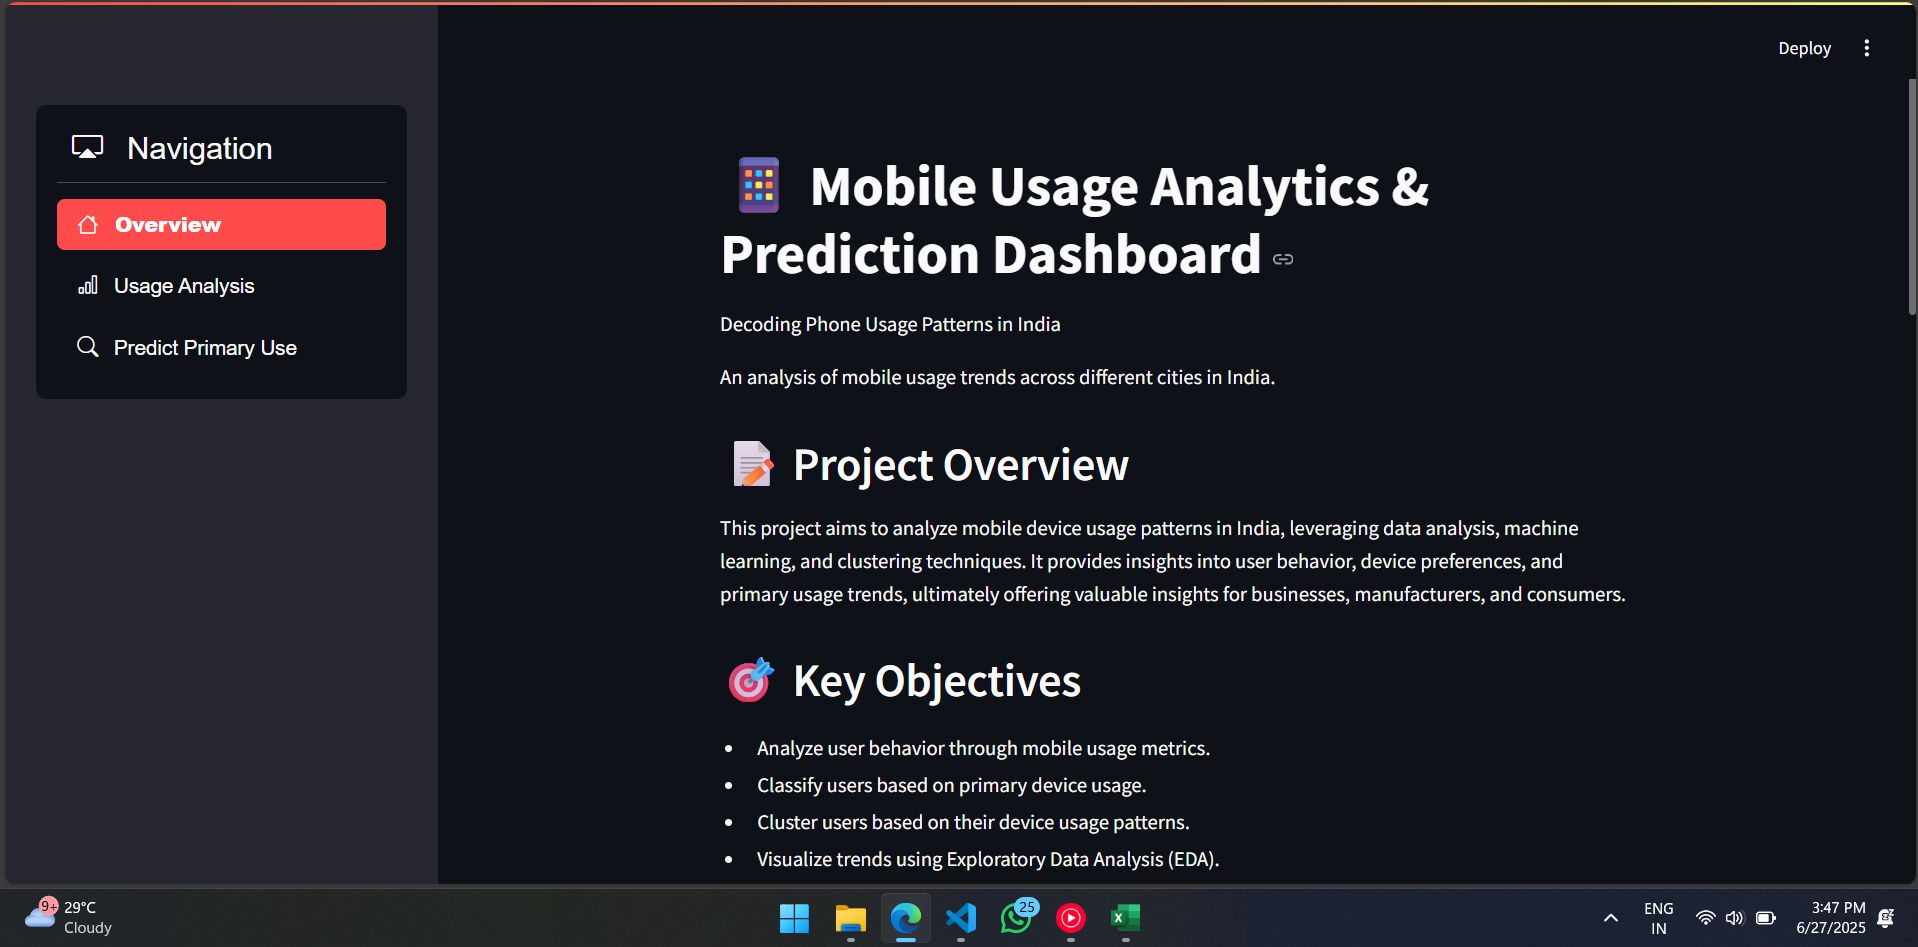 Deploy
Navigation
Overview
Usage Analysis
Predict Primary Use
Mobile Usage Analytics &
Prediction Dashboard
Decoding Phone Usage Patterns in India
An analysis of mobile usage trends across different cities in India.
Project Overview
This project aims to analyze mobile device usage patterns in India, leveraging data analysis, machine
learning, and clustering techniques. It provides insights into user behavior, device preferences, and
primary usage trends, ultimately offering valuable insights for businesses, manufacturers, and consumers.
Key Objectives
• Analyze user behavior through mobile usage metrics.
• Classify users based on primary device usage.
• Cluster users based on their device usage patterns.
• Visualize trends using Exploratory Data Analysis (EDA).
9+
29°C
Cloudy
25
X
ENG
IN
3:47 PM
6/27/2025